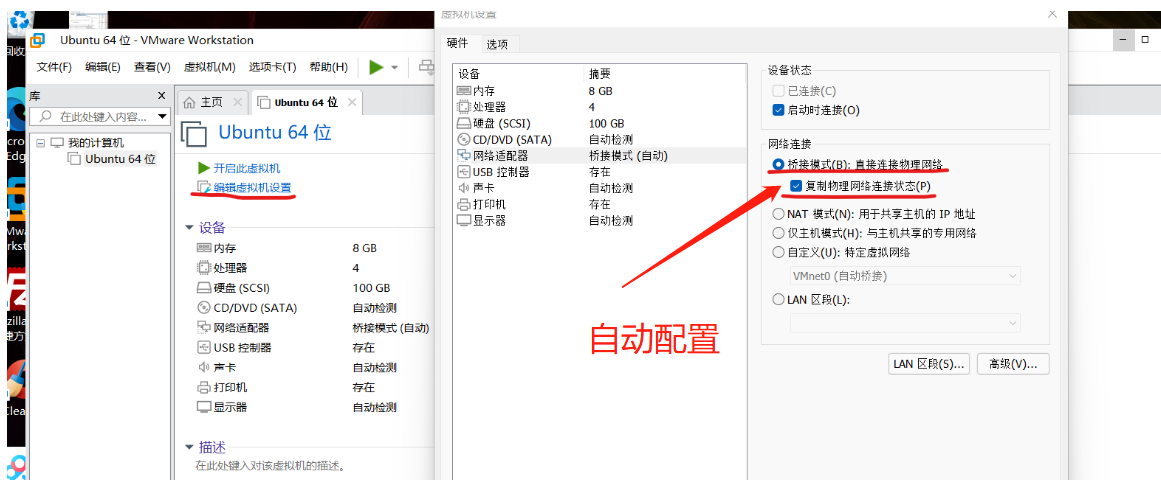 虚拟机设置
回收
Ubuntu 64 位 - VMware Workstation
文件(F) 编辑(E) 查看(V) 虚拟机(M) 选项卡(T) 帮助(H)
库
在此处键入内容...
我的计算机
Ubuntu 64 位
主页
Ubuntu 64 位
Ubuntu 64 位
开启此虚拟机
编辑虚拟机设置
设备
内存 8 GB
处理器 4
硬盘 (SCSI) 100 GB
CD/DVD (SATA) 自动检测
网络适配器 桥接模式 (自动)
USB 控制器 存在
声卡 自动检测
打印机 存在
显示器 自动检测
描述
在此处键入对该虚拟机的描述。
硬件 选项
设备 摘要
内存 8 GB
处理器 4
硬盘 (SCSI) 100 GB
CD/DVD (SATA) 自动检测
网络适配器 桥接模式 (自动)
USB 控制器 存在
声卡 自动检测
打印机 存在
显示器 自动检测
自动配置
设备状态
已连接(C)
启动时连接(O)
网络连接
桥接模式(B): 直接连接物理网络
复制物理网络连接状态(P)
NAT 模式(N): 用于共享主机的 IP 地址
仅主机模式(H): 与主机共享的专用网络
自定义(U): 特定虚拟网络
VMnet0 (自动桥接)
LAN 区段(L):
LAN 区段(S)... 高级(V)...